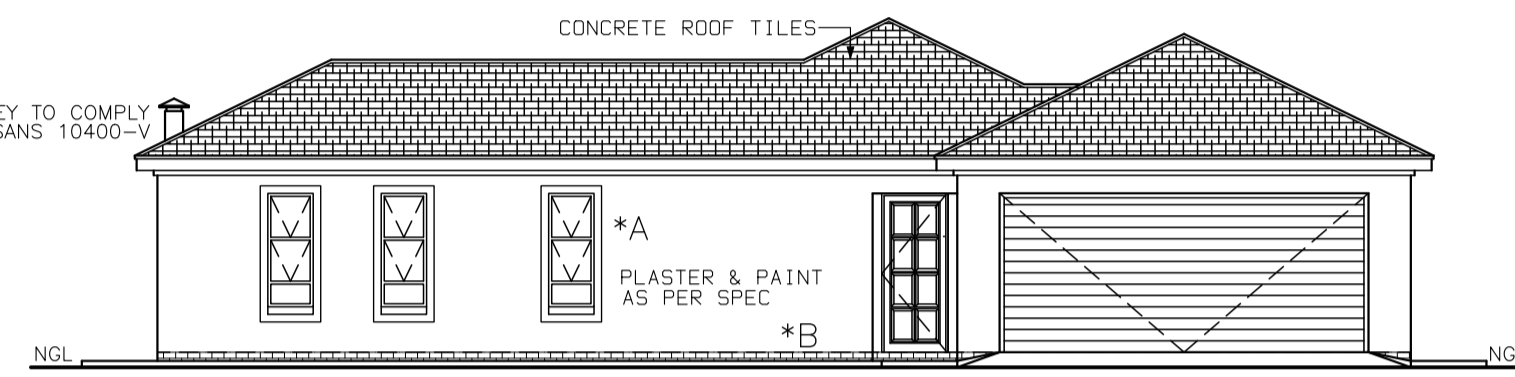 CONCRETE ROOF TILES
EY TO COMPLY
SANS 10400-V
*A
PLASTER & PAINT
AS PER SPEC
*B
NGL
NG